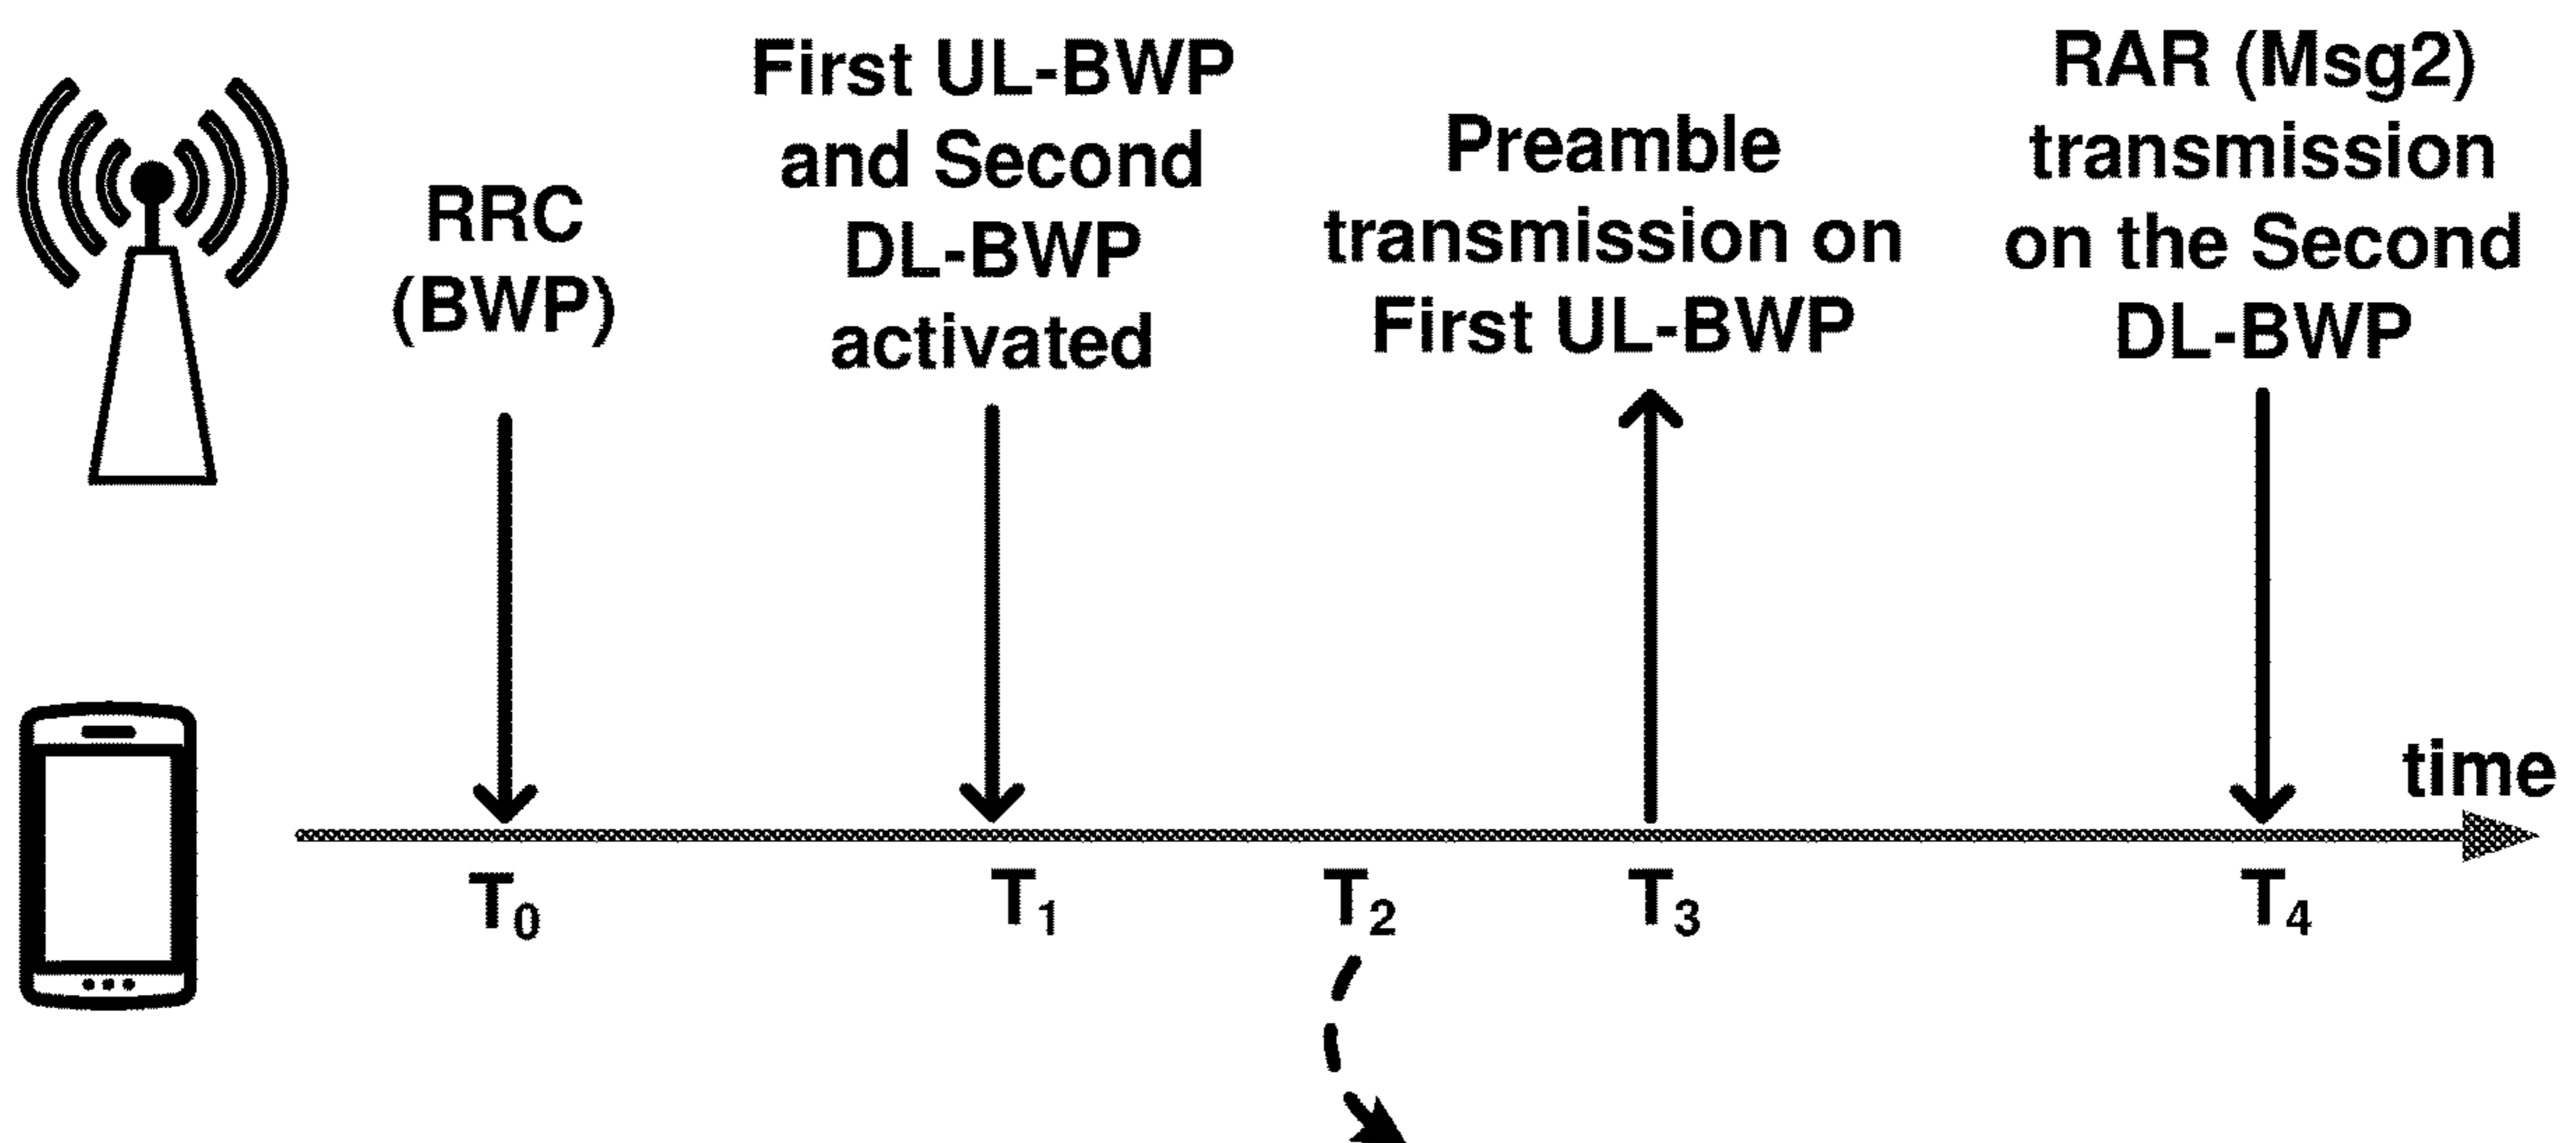 RRC
(BWP)
First UL-BWP
and Second
DL-BWP
activated
Preamble
transmission on
First UL-BWP
RAR (Msg2)
transmission
on the Second
DL-BWP
time
T0
T1
T2
T3
T4